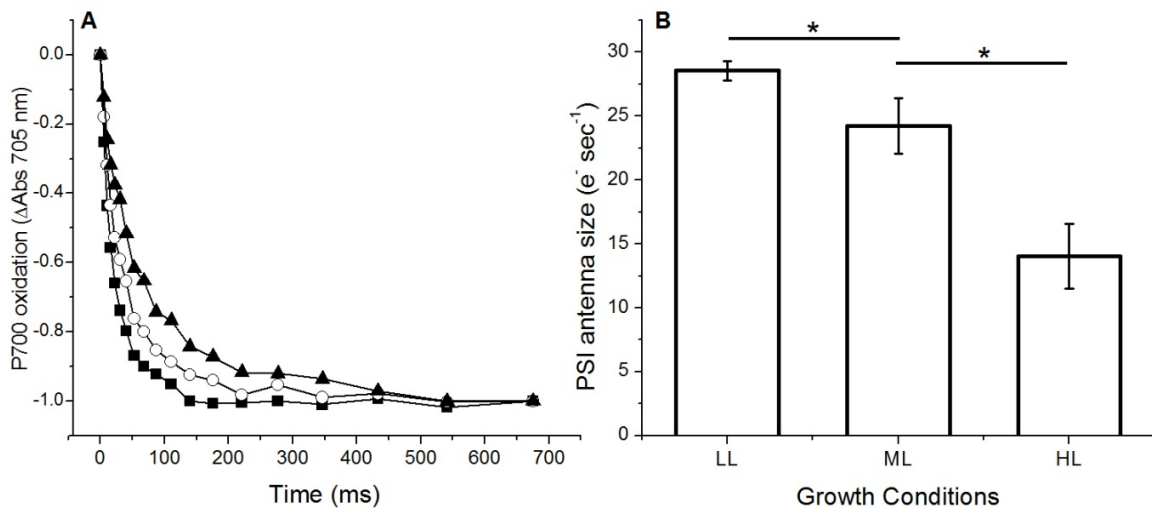 A
P700 oxidation (ΔAbs 705 nm)
0.0
-0.2
-0.4
-0.6
-0.8
-1.0
0 100 200 300 400 500 600 700
Time (ms)
B
PSI antenna size (e⁻ sec⁻¹)
30
25
20
15
10
5
0
* *
LL ML HL
Growth Conditions